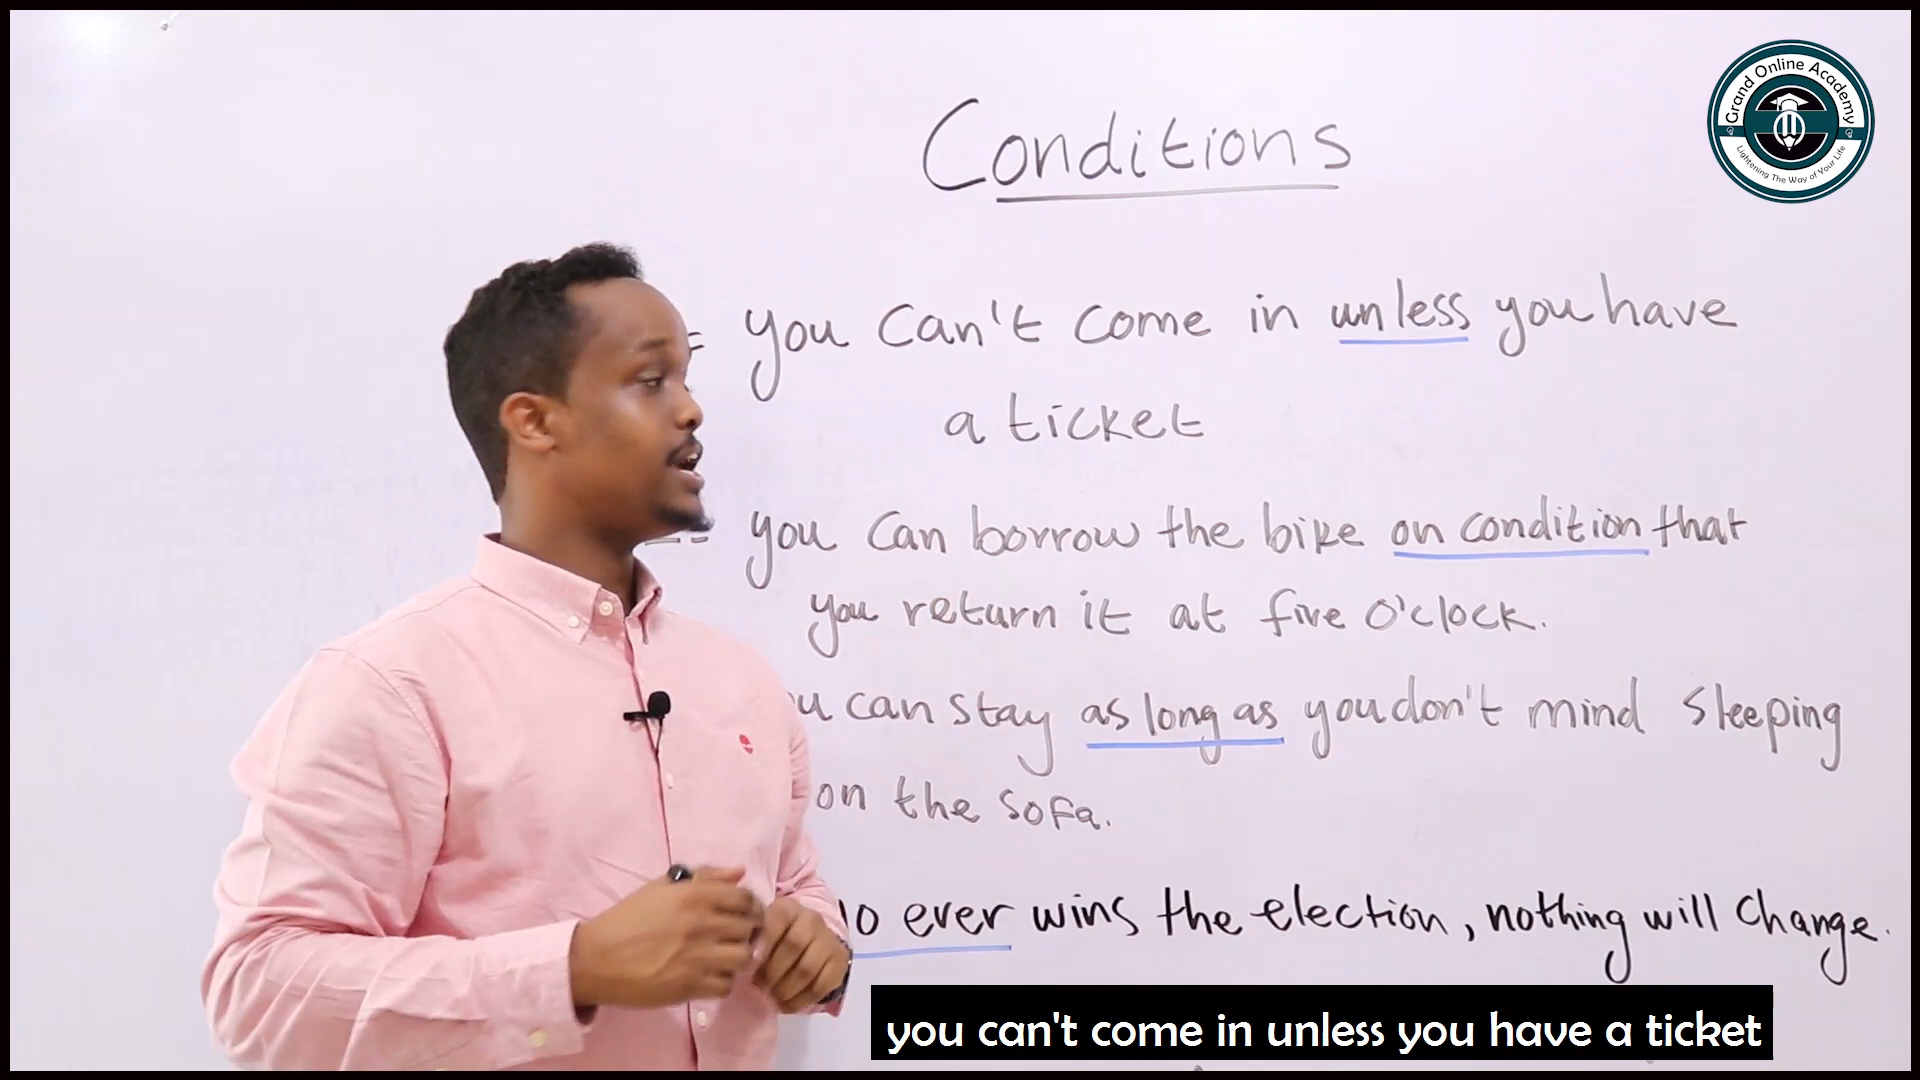 Grand Online Academy
Lightening The Way of Your Life
Conditions
you can't come in unless you have
a ticket
you can borrow the bike on condition that
you return it at five o'clock.
can stay as long as you don't mind sleeping
on the sofa.
ever wins the election, nothing will change.
you can't come in unless you have a ticket